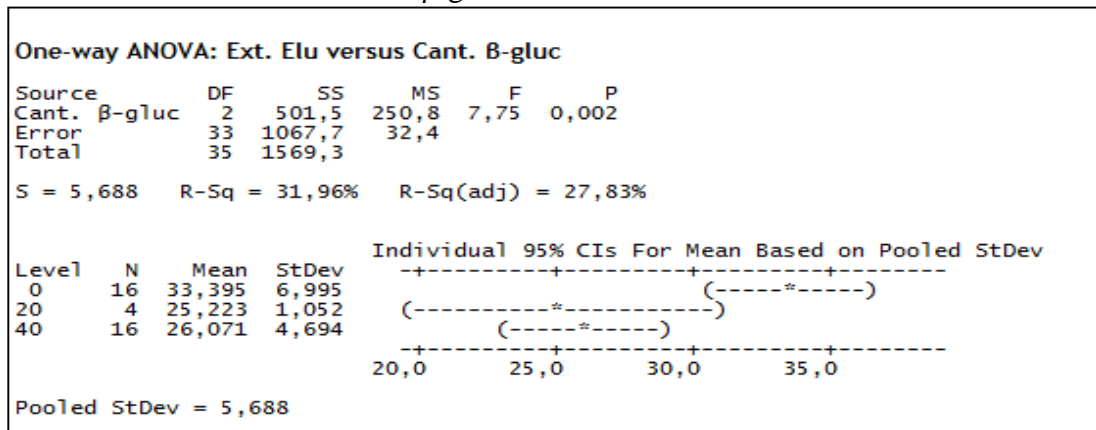 One-way ANOVA: Ext. Elu versus Cant. ß-gluc
Source DF SS MS F P
Cant. β-gluc 2 501,5 250,8 7,75 0,002
Error 33 1067,7 32,4
Total 35 1569,3
S = 5,688 R-Sq = 31,96% R-Sq(adj) = 27,83%
Individual 95% CIs For Mean Based on Pooled StDev
Level N Mean StDev -+---------+---------+---------+--------
0 16 33,395 6,995 (-----*-----)
20 4 25,223 1,052 (----------*-----------)
40 16 26,071 4,694 (-----*-----)
-+---------+---------+---------+--------
20,0 25,0 30,0 35,0
Pooled StDev = 5,688